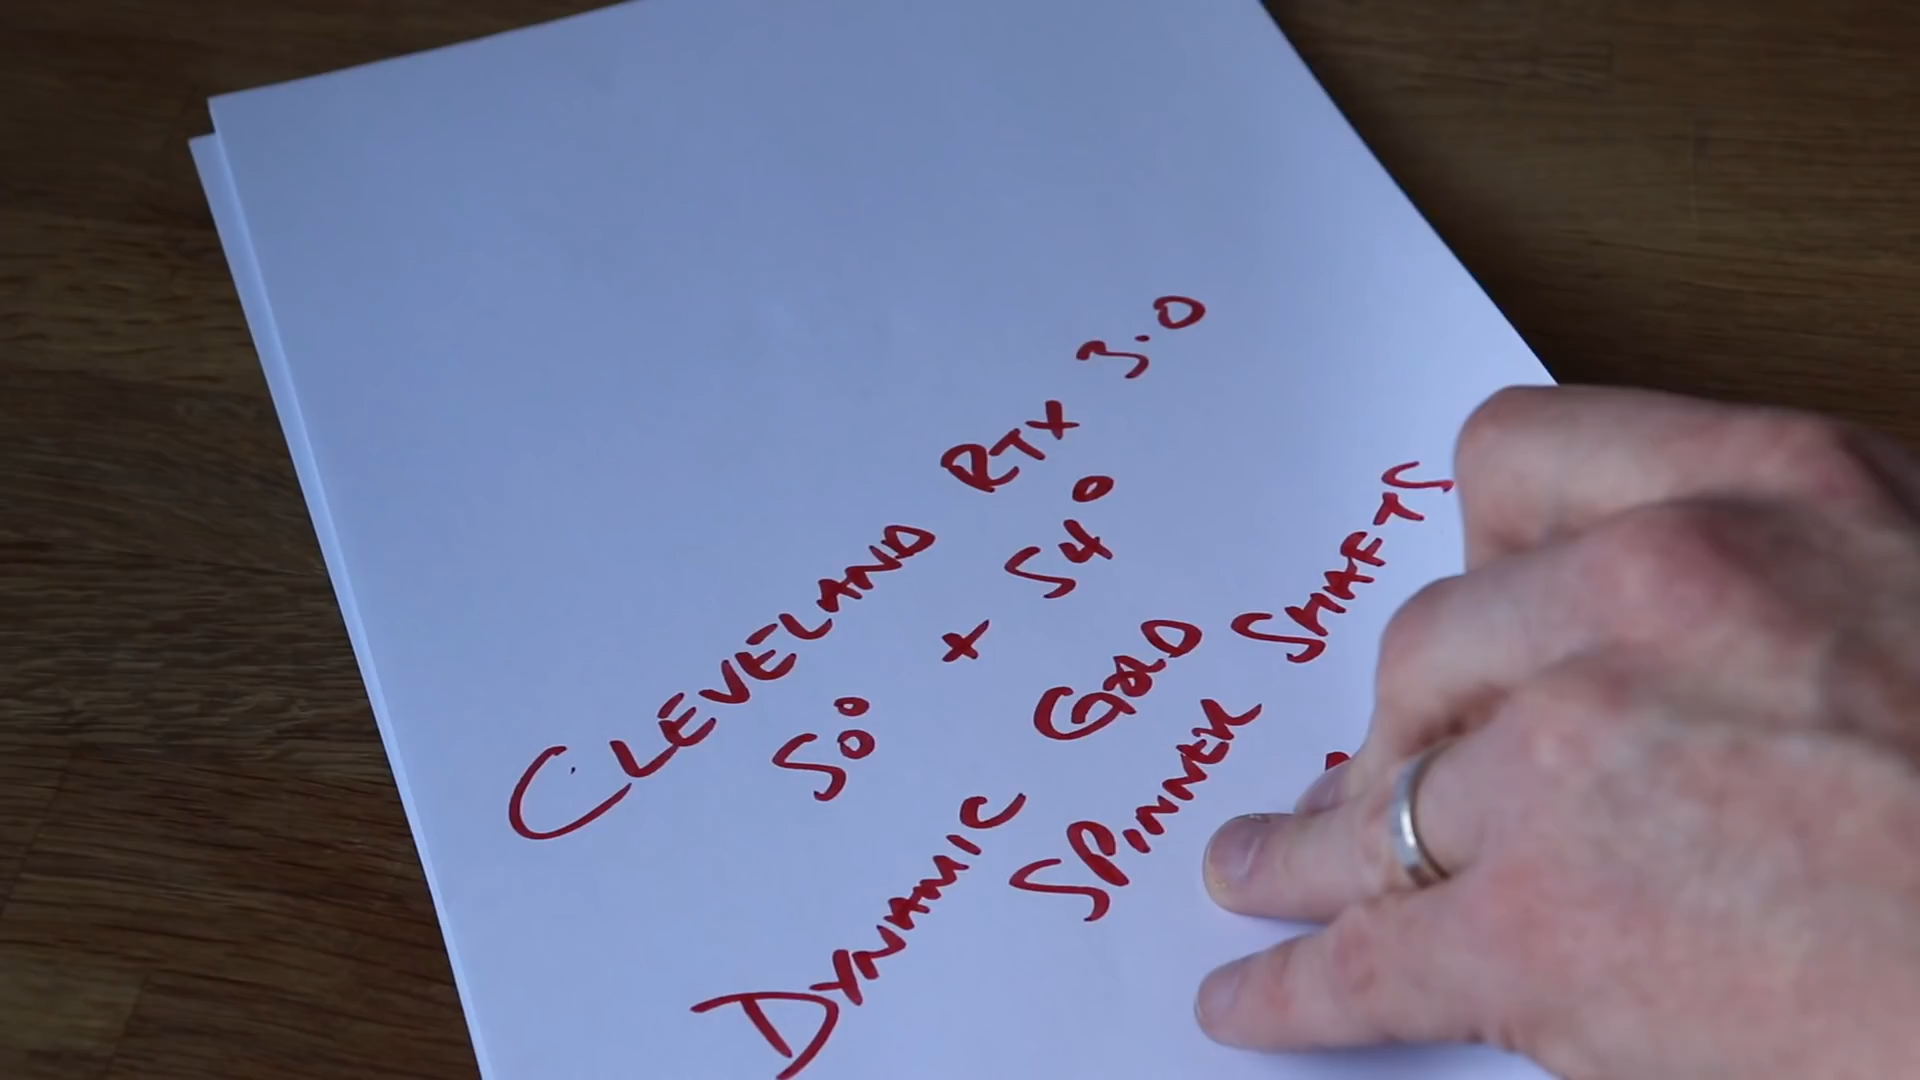 CLEVELAND RTX 3.0
50° + 54°
DYNAMIC GOLD
SPINNER SHAFTS